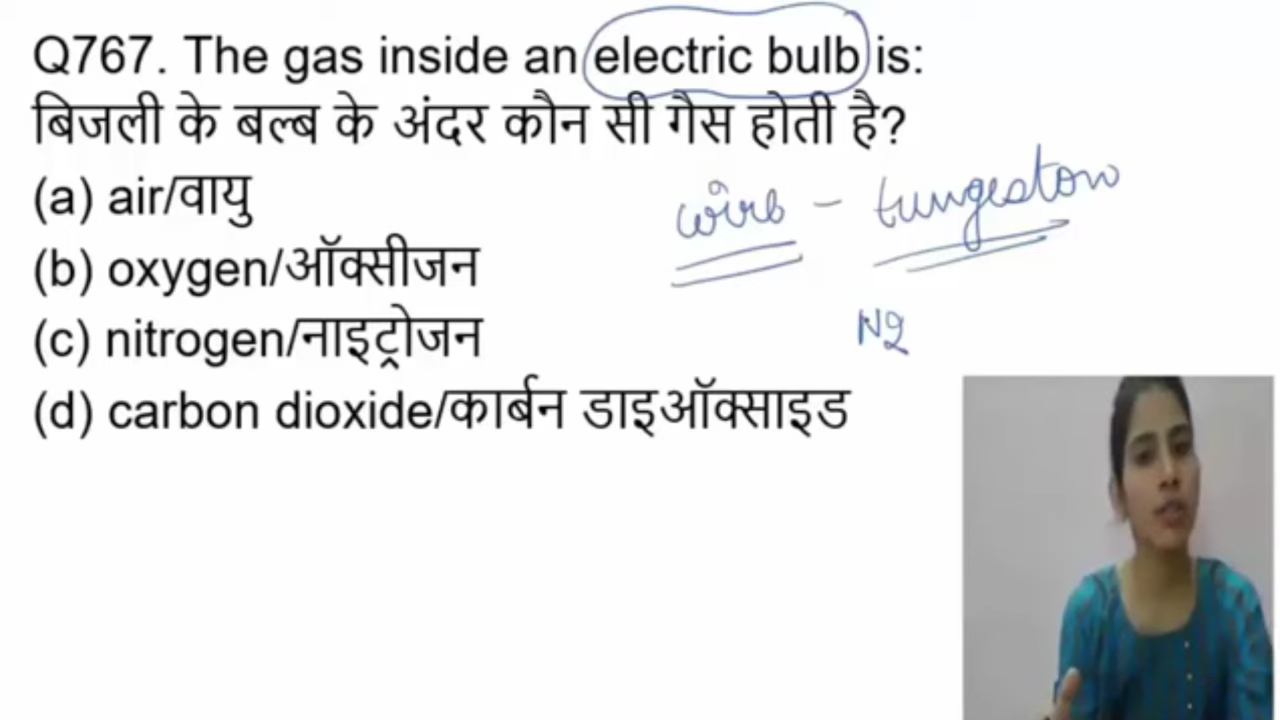 Q767. The gas inside an electric bulb is:
बिजली के बल्ब के अंदर कौन सी गैस होती है?
(a) air/वायु
(b) oxygen/ऑक्सीजन
(c) nitrogen/नाइट्रोजन
(d) carbon dioxide/कार्बन डाइऑक्साइड
wire - tungeston
N2